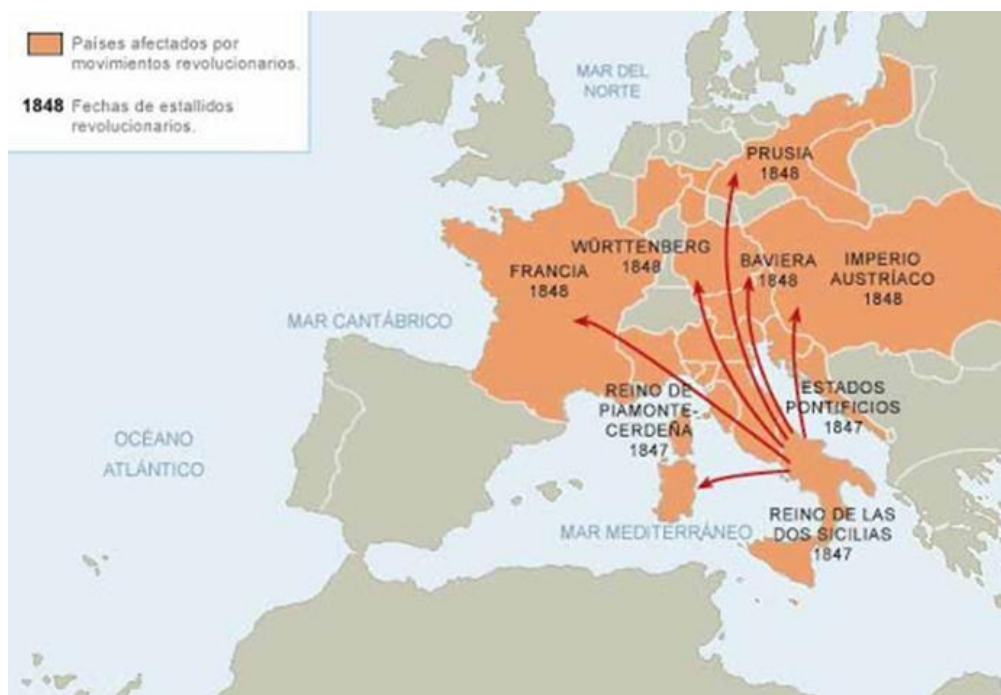 Países afectados por
movimientos revolucionarios.
1848 Fechas de estallidos
revolucionarios.
MAR DEL
NORTE
PRUSIA
1848
WÜRTTENBERG
1848
BAVIERA
1848
IMPERIO
AUSTRÍACO
1848
FRANCIA
1848
MAR CANTÁBRICO
REINO DE
PIAMONTE-
CERDEÑA
1847
ESTADOS
PONTIFICIOS
1847
OCÉANO
ATLÁNTICO
MAR MEDITERRÁNEO
REINO DE LAS
DOS SICILIAS
1847